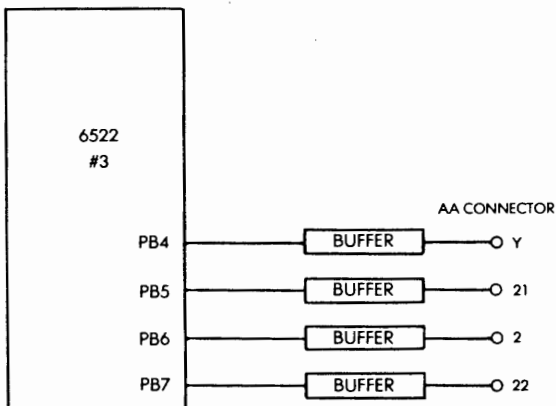 6522
#3
AA CONNECTOR
PB4 BUFFER Y
PB5 BUFFER 21
PB6 BUFFER 2
PB7 BUFFER 22